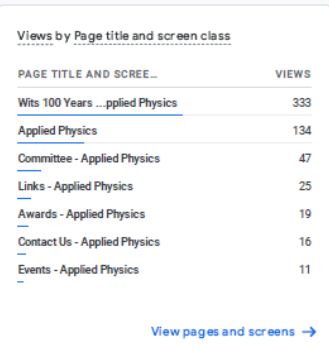 Views by Page title and screen class
PAGE TITLE AND SCREE... VIEWS
Wits 100 Years ...pplied Physics 333
Applied Physics 134
Committee - Applied Physics 47
Links - Applied Physics 25
Awards - Applied Physics 19
Contact Us - Applied Physics 16
Events - Applied Physics 11
View pages and screens →